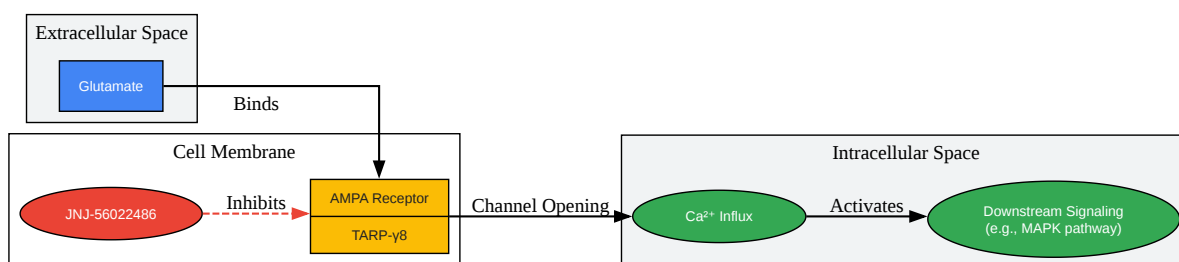 Extracellular Space
Glutamate
Binds
Cell Membrane
JNJ-56022486
Inhibits
AMPA Receptor
TARP-γ8
Channel Opening
Intracellular Space
Ca²⁺ Influx
Activates
Downstream Signaling
(e.g., MAPK pathway)